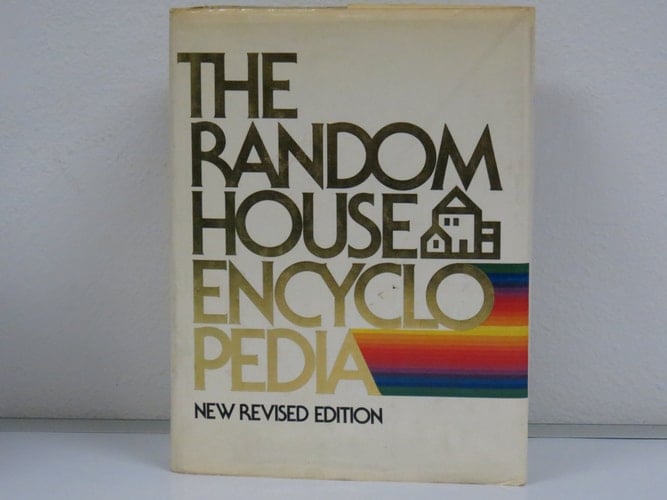 THE
RANDOM
HOUSE
ENCYCLO
PEDIA
NEW REVISED EDITION